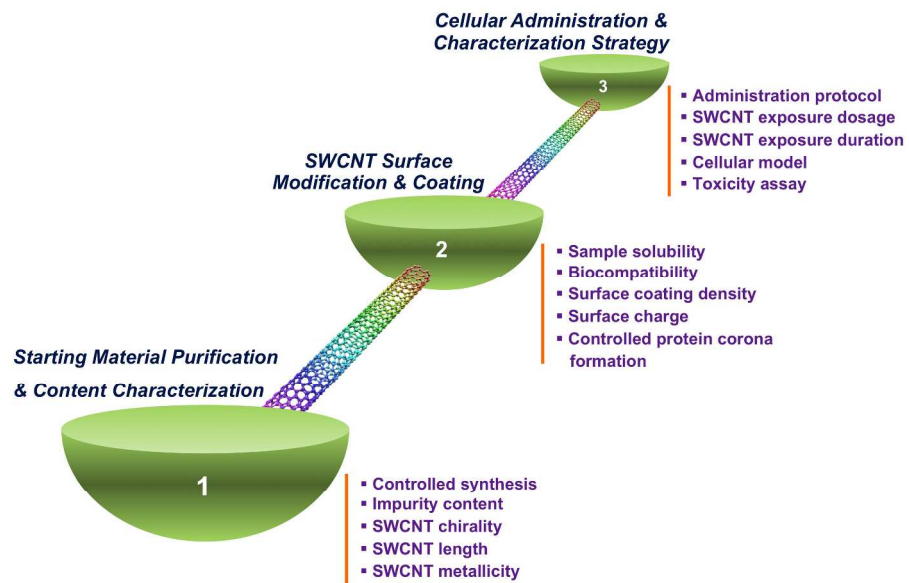 Cellular Administration &
Characterization Strategy
3
▪ Administration protocol
▪ SWCNT exposure dosage
▪ SWCNT exposure duration
▪ Cellular model
▪ Toxicity assay
SWCNT Surface
Modification & Coating
2
▪ Sample solubility
▪ Biocompatibility
▪ Surface coating density
▪ Surface charge
▪ Controlled protein corona
formation
Starting Material Purification
& Content Characterization
1
▪ Controlled synthesis
▪ Impurity content
▪ SWCNT chirality
▪ SWCNT length
▪ SWCNT metallicity